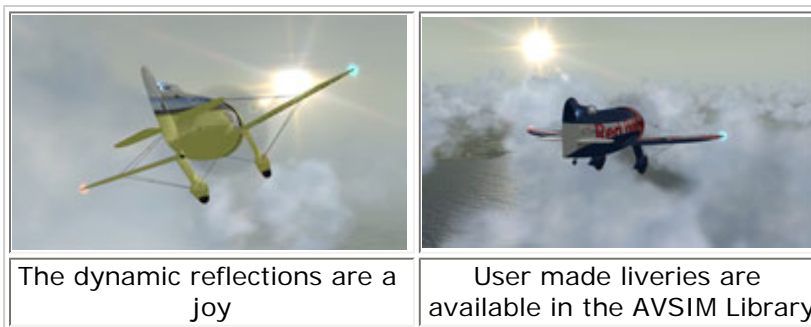 The dynamic reflections are a
joy
User made liveries are
available in the AVSIM Library